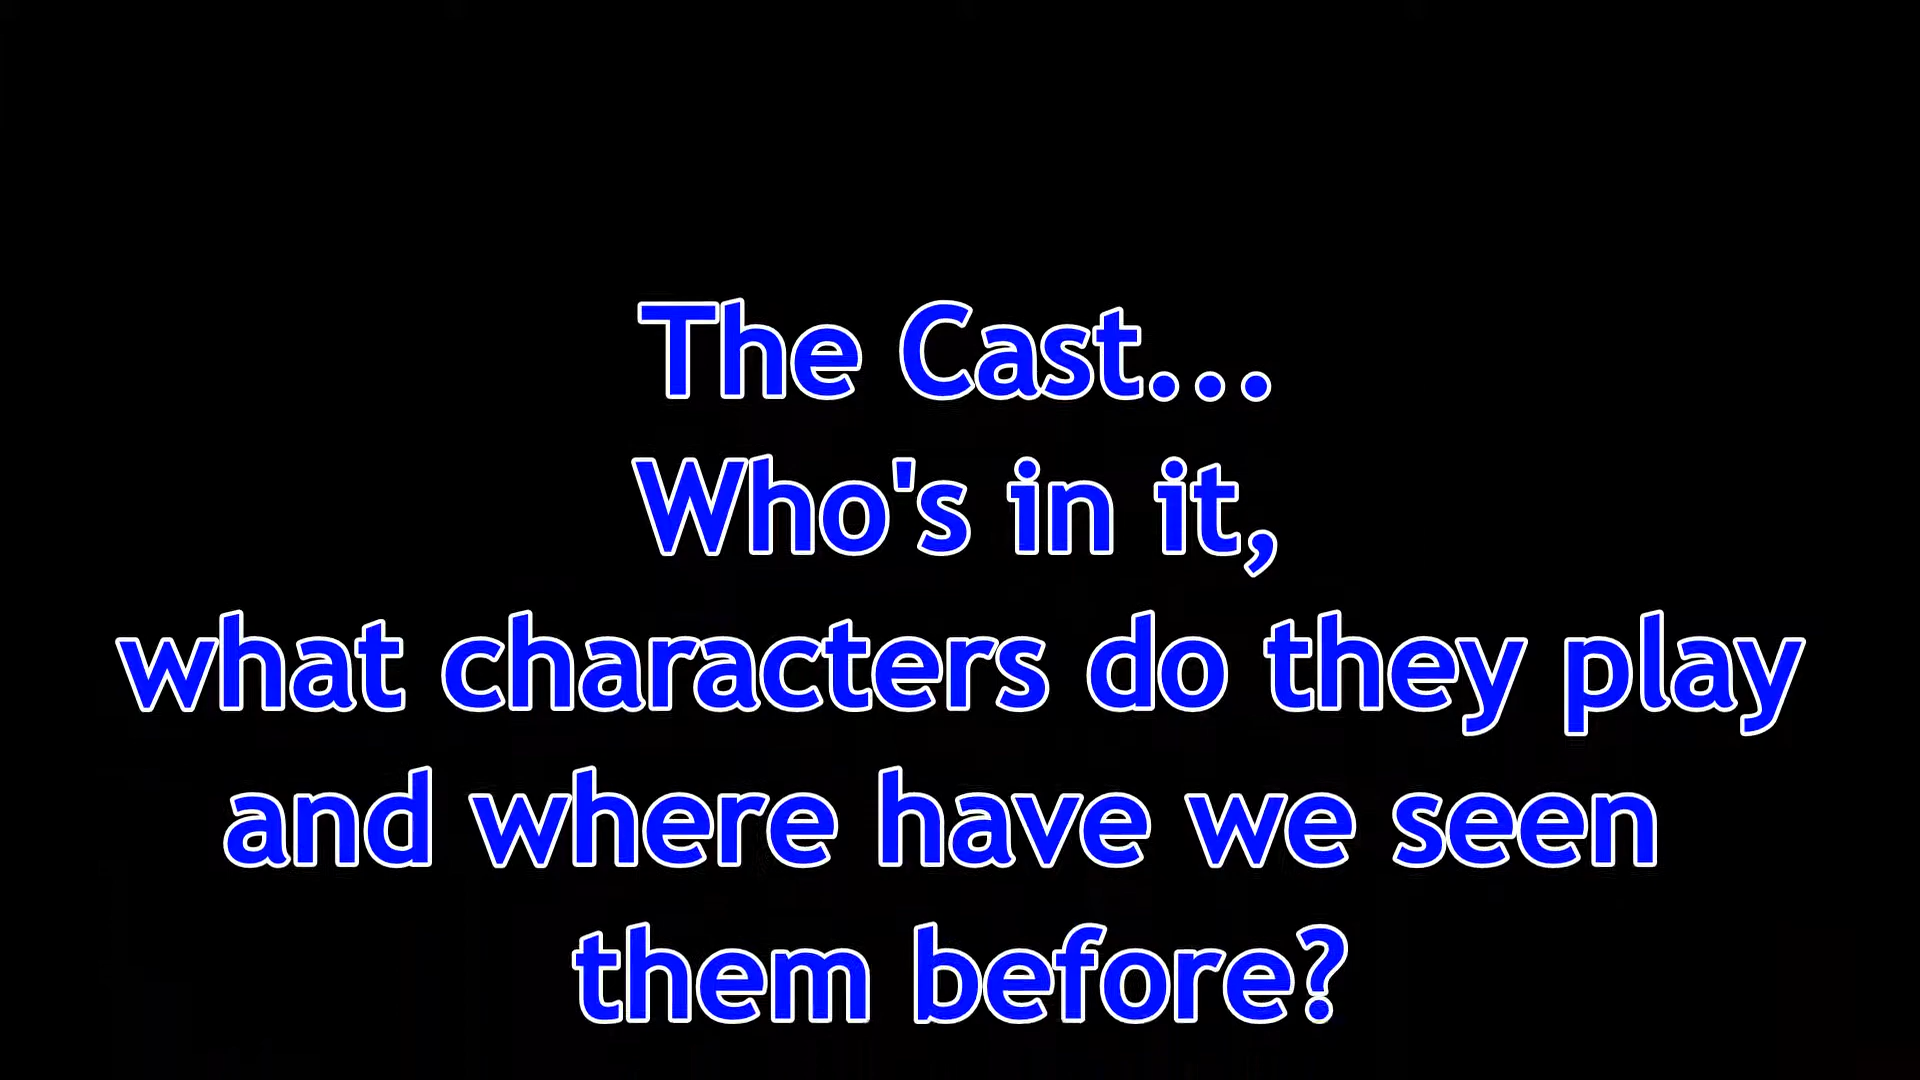 The Cast...
Who's in it,
what characters do they play
and where have we seen
them before?